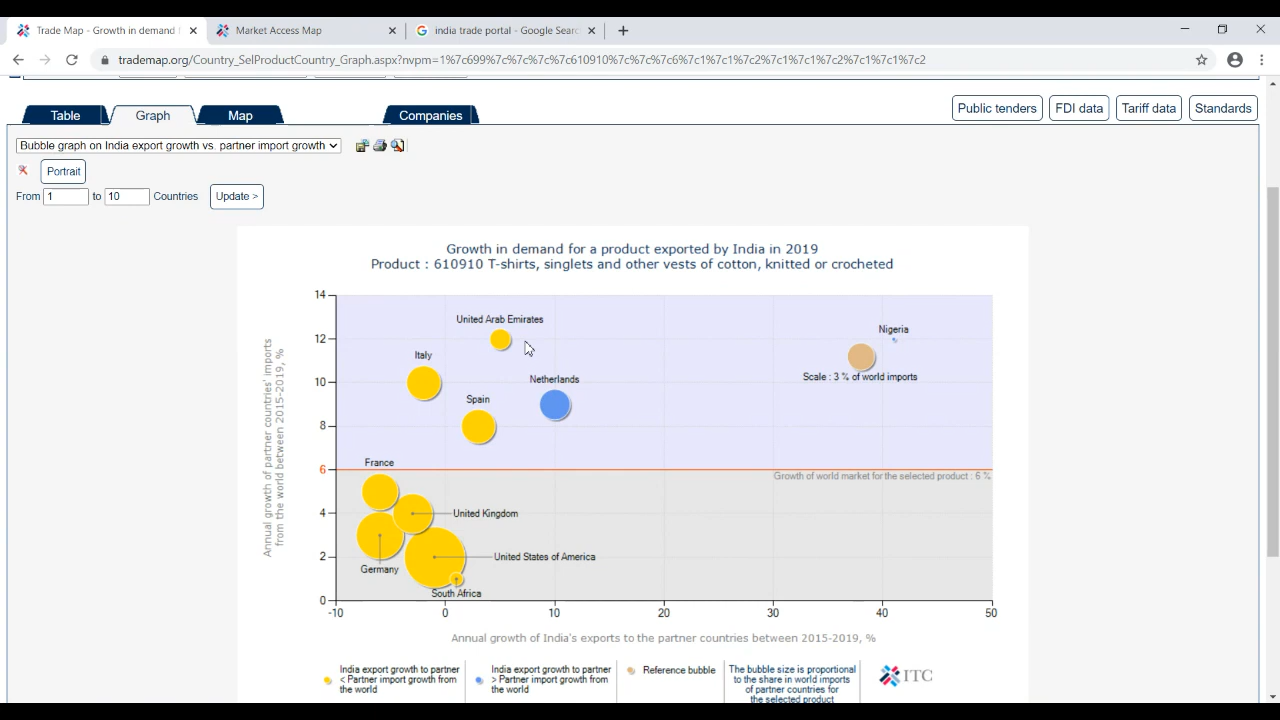 Trade Map - Growth in demand
Market Access Map
india trade portal - Google Searc
trademap.org/Country_SelProductCountry_Graph.aspx?nvpm=1%7c699%7c%7c%7c%7c610910%7c%7c%7c6%7c1%7c1%7c2%7c1%7c1%7c2%7c1%7c1%7c2
Table
Graph
Map
Companies
Public tenders
FDI data
Tariff data
Standards
Bubble graph on India export growth vs. partner import growth
Portrait
From 1 to 10 Countries Update >
Growth in demand for a product exported by India in 2019
Product : 610910 T-shirts, singlets and other vests of cotton, knitted or crocheted
Annual growth of partner countries' imports
from the world between 2015-2019, %
14
12
10
8
6
4
2
0
United Arab Emirates
Nigeria
Italy
Scale : 3 % of world imports
Netherlands
Spain
France
Growth of world market for the selected product : 6 %
United Kingdom
United States of America
Germany
South Africa
-10 0 10 20 30 40 50
Annual growth of India's exports to the partner countries between 2015-2019, %
India export growth to partner
< Partner import growth from
the world
India export growth to partner
> Partner import growth from
the world
Reference bubble
The bubble size is proportional
to the share in world imports
of partner countries for
the selected product
ITC